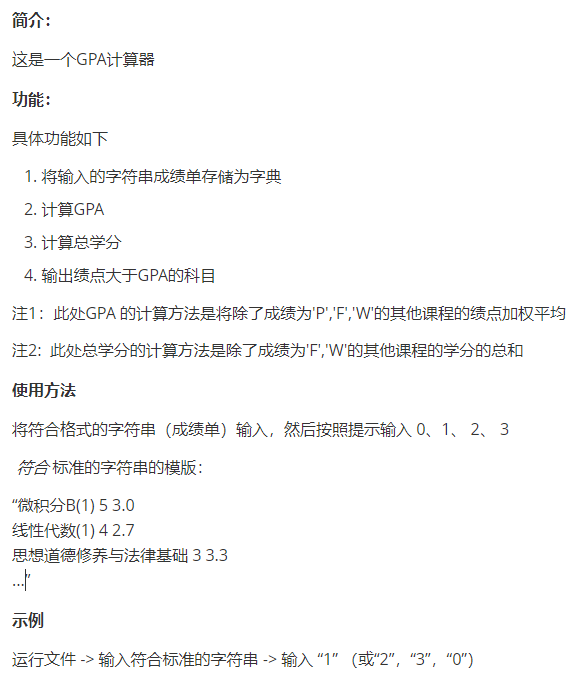 简介：
这是一个GPA计算器
功能：
具体功能如下
1. 将输入的字符串成绩单存储为字典
2. 计算GPA
3. 计算总学分
4. 输出绩点大于GPA的科目
注1：此处GPA 的计算方法是将除了成绩为'P','F','W'的其他课程的绩点加权平均
注2：此处总学分的计算方法是除了成绩为'F','W'的其他课程的学分的总和
使用方法
将符合格式的字符串（成绩单）输入，然后按照提示输入 0、1、 2、 3
符合 标准的字符串的模版：
“微积分B(1) 5 3.0
线性代数(1) 4 2.7
思想道德修养与法律基础 3 3.3
...”
示例
运行文件 -> 输入符合标准的字符串 -> 输入 “1” （或“2”，“3”，“0”）